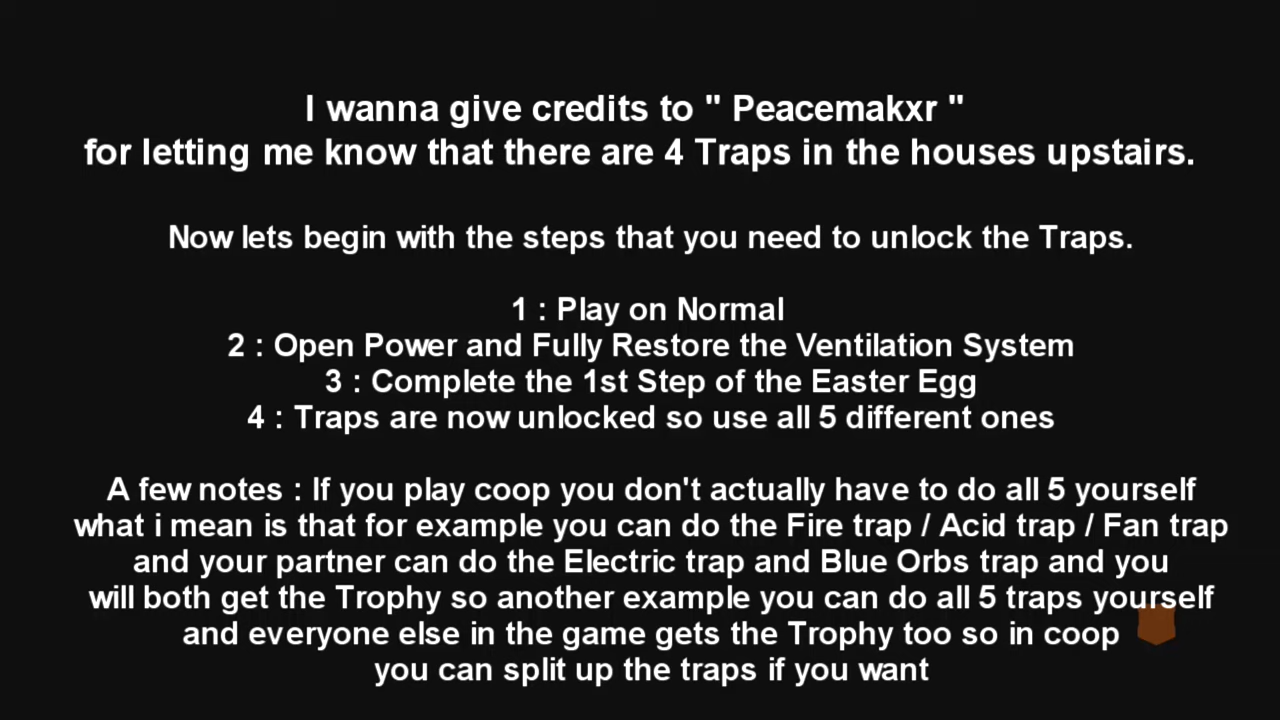 I wanna give credits to " Peacemakxr "
for letting me know that there are 4 Traps in the houses upstairs.
Now lets begin with the steps that you need to unlock the Traps.
1 : Play on Normal
2 : Open Power and Fully Restore the Ventilation System
3 : Complete the 1st Step of the Easter Egg
4 : Traps are now unlocked so use all 5 different ones
A few notes : If you play coop you don't actually have to do all 5 yourself
what i mean is that for example you can do the Fire trap / Acid trap / Fan trap
and your partner can do the Electric trap and Blue Orbs trap and you
will both get the Trophy so another example you can do all 5 traps yourself
and everyone else in the game gets the Trophy too so in coop
you can split up the traps if you want